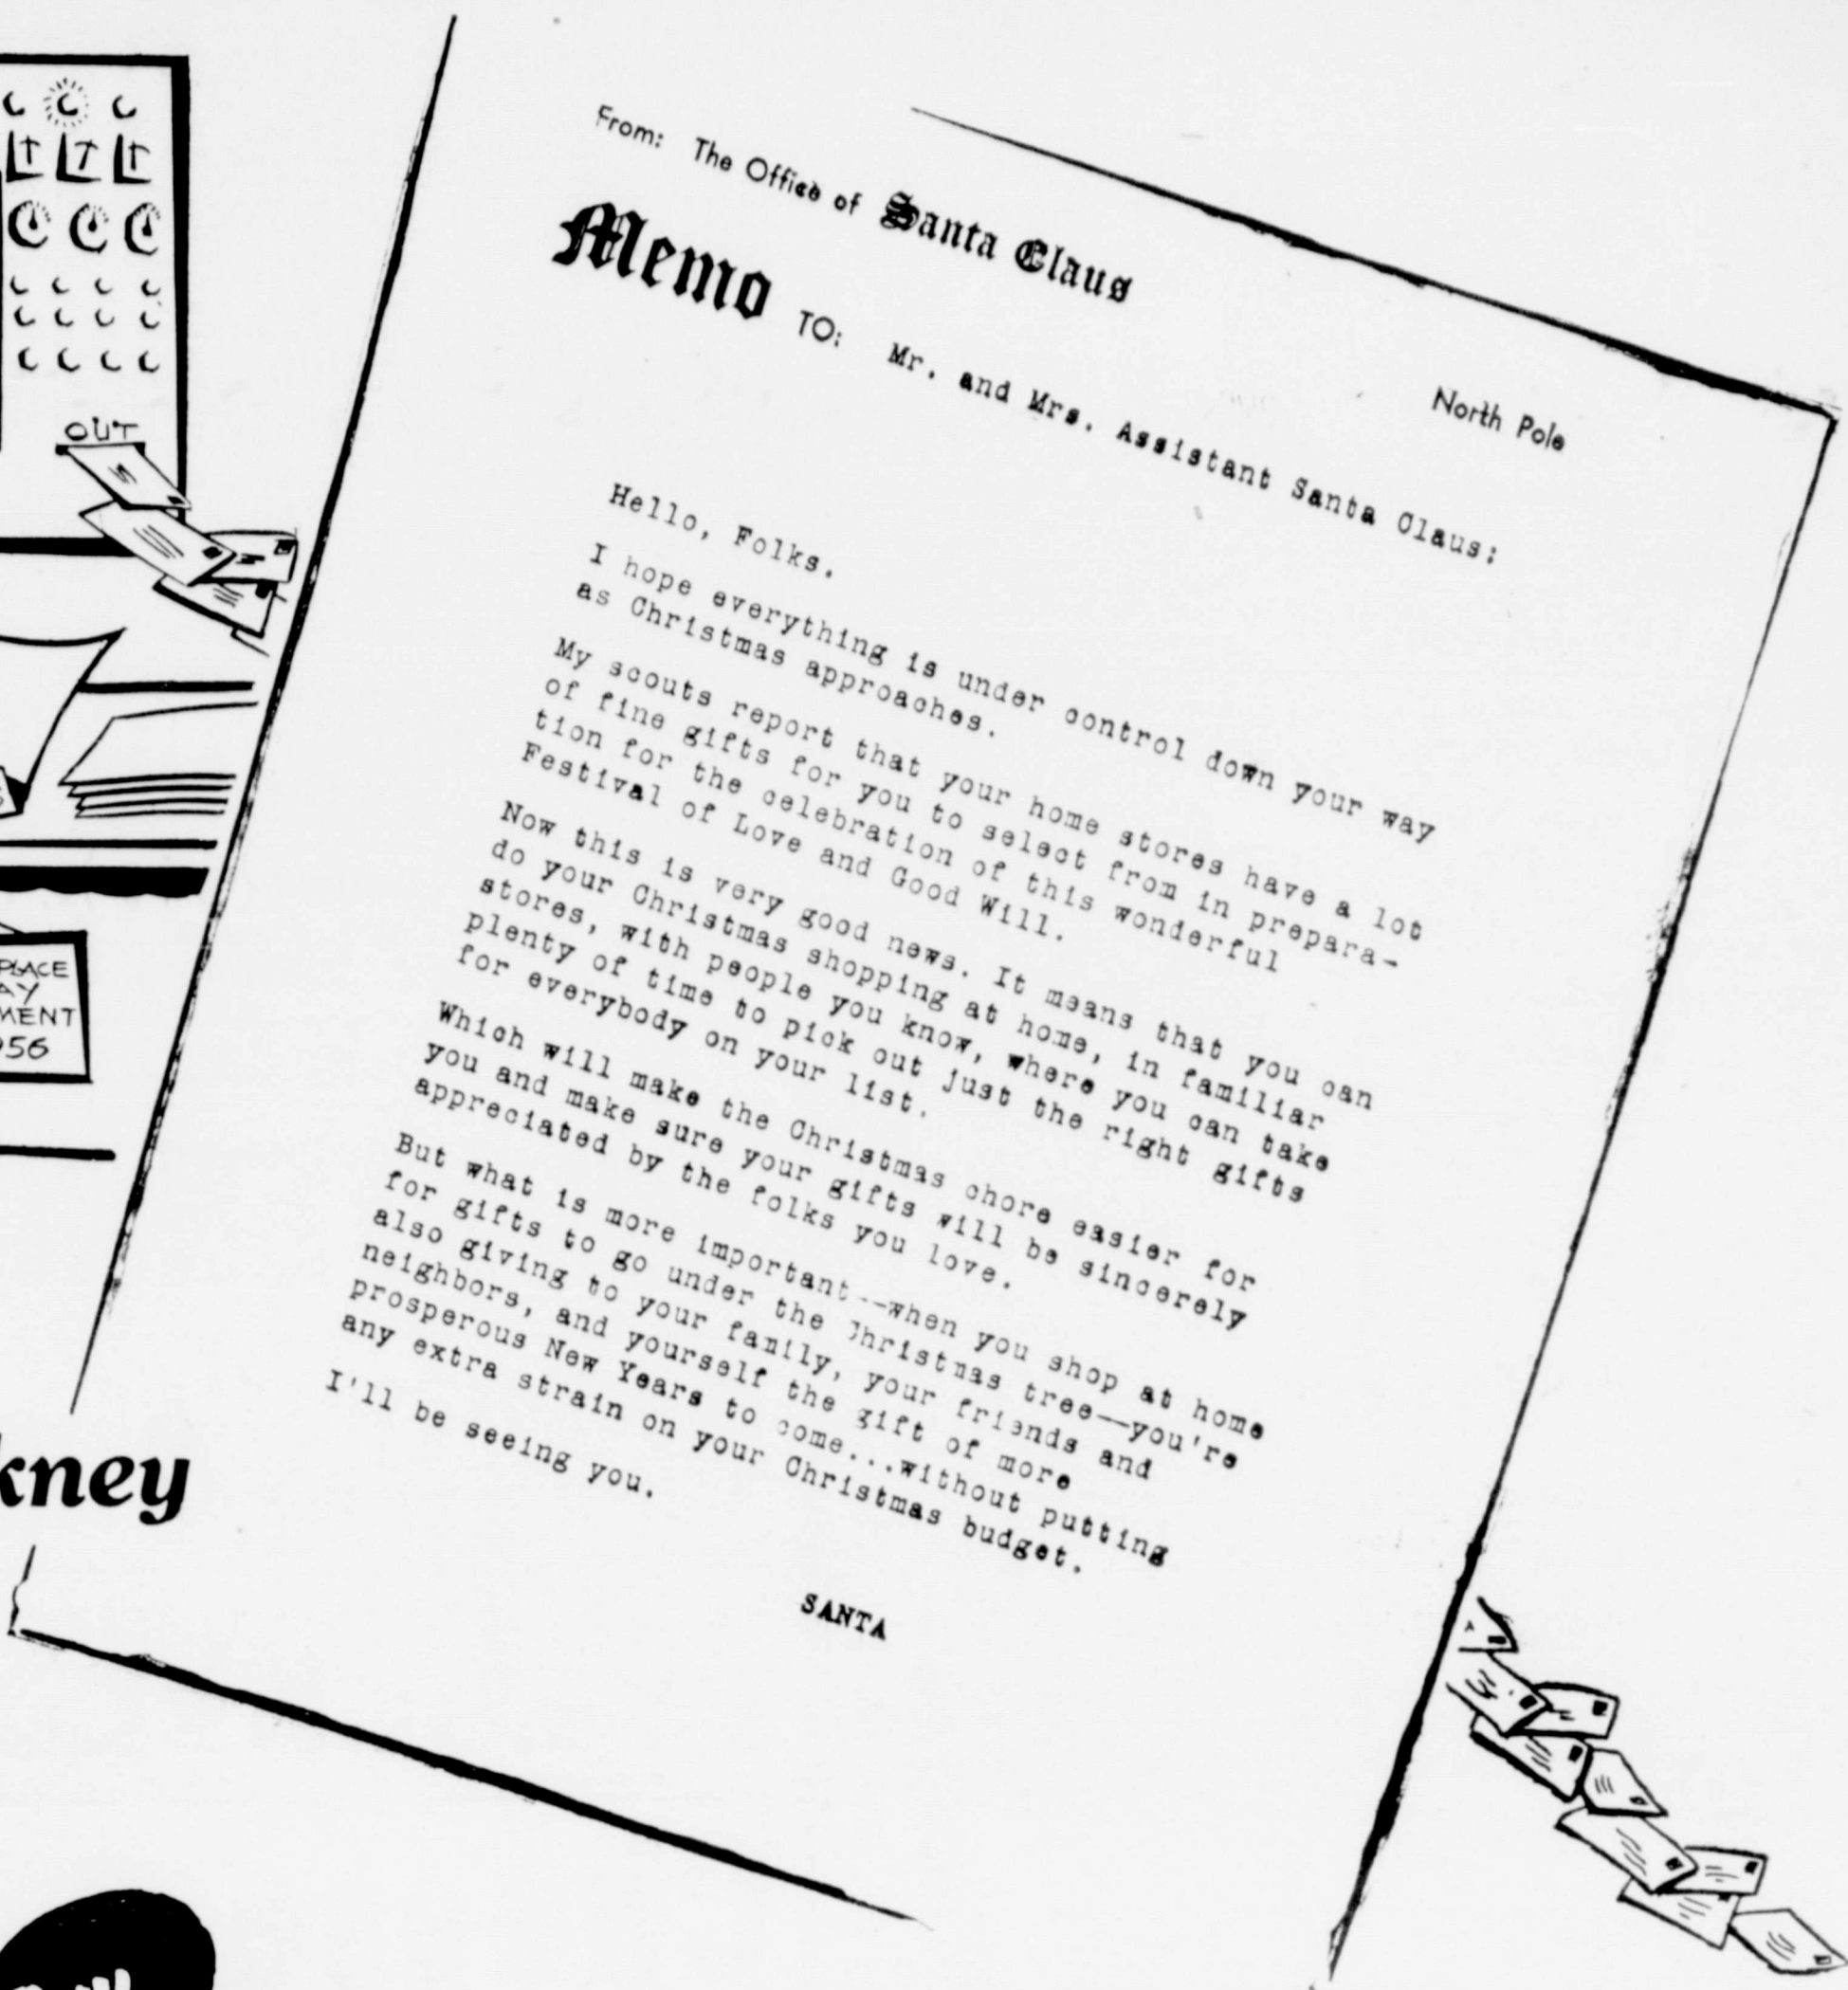 OUT
PLACE
AY
MENT
956
kney
From: The Office of Santa Claus
North Pole
Memo TO: Mr. and Mrs. Assistant Santa Claus:
Hello, Folks.
I hope everything is under control down your way
as Christmas approaches.
My scouts report that your home stores have a lot
of fine gifts for you to select from in prepara-
tion for the celebration of this wonderful
Festival of Love and Good Will.
Now this is very good news. It means that you can
do your Christmas shopping at home, in familiar
stores, with people you know, where you can take
plenty of time to pick out just the right gifts
for everybody on your list.
Which will make the Christmas chore easier for
you and make sure your gifts will be sincerely
appreciated by the folks you love.
But what is more important--when you shop at home
for gifts to go under the Christmas tree--you're
also giving to your family, your friends and
neighbors, and yourself the gift of more
prosperous New Years to come...without putting
any extra strain on your Christmas budget.
I'll be seeing you.
SANTA